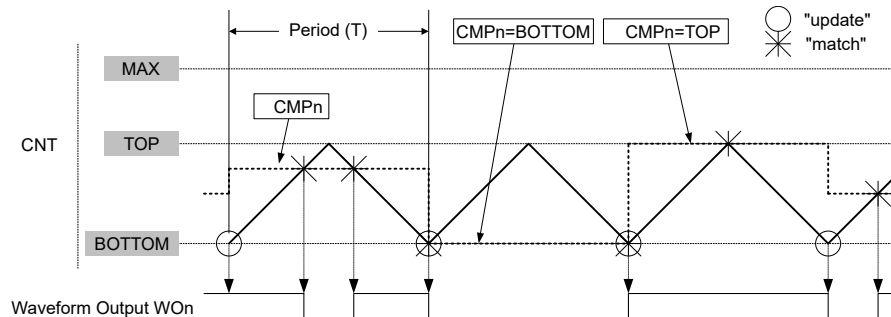 Period (T)
CMPn=BOTTOM
CMPn=TOP
"update"
"match"
MAX
CMPn
CNT
TOP
BOTTOM
Waveform Output WOn